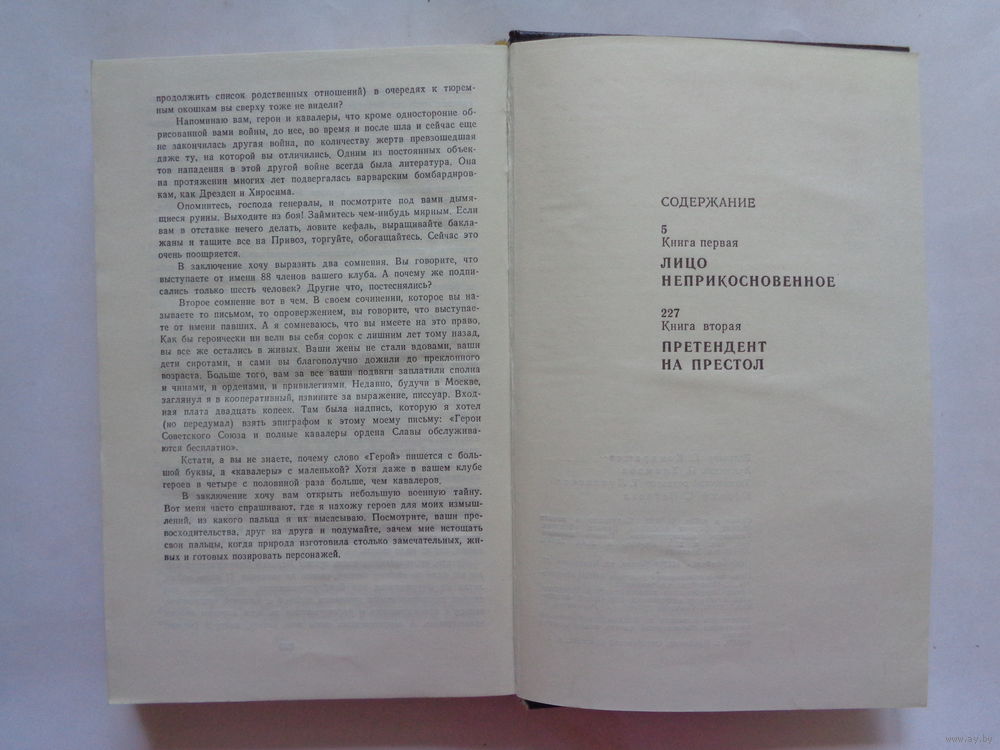 продолжить список родственных отношений) в очередях к тюрем-
ным окошкам вы сверху тоже не видели?
Напоминаю вам, герои и кавалеры, что кроме односторонне об-
рисованной вами войны, до нее, во время и после шла и сейчас еще
не закончилась другая война, по количеству жертв превзошедшая
даже ту, на которой вы отличились. Одним из постоянных объек-
тов нападения в этой другой войне всегда была литература. Она
на протяжении многих лет подвергалась варварским бомбардиров-
кам, как Дрезден и Хиросима.
Опомнитесь, господа генералы, и посмотрите под вами дымя-
щиеся руины. Выходите из боя! Займитесь чем-нибудь мирным. Если
вам в отставке нечего делать, ловите кефаль, выращивайте бакла-
жаны и тащите все на Привоз, торгуйте, обогащайтесь. Сейчас это
очень поощряется.
В заключение хочу выразить два сомнения. Вы говорите, что
выступаете от имени 88 членов вашего клуба. А почему же подпи-
сались только шесть человек? Другие что, постеснялись?
Второе сомнение вот в чем. В своем сочинении, которое вы на-
зываете то письмом, то опровержением, вы говорите, что выступае-
те от имени павших. А я сомневаюсь, что вы имеете на это право.
Как бы героически ни вели вы себя сорок с лишним лет тому назад,
вы все же остались в живых. Ваши жены не стали вдовами, ваши
дети сиротами, и сами вы благополучно дожили до преклонного
возраста. Больше того, вам за все ваши подвиги заплатили сполна
и чинами, и орденами, и привилегиями. Недавно, будучи в Москве,
заглянул я в кооперативный, извините за выражение, писсуар. Вход-
ная плата двадцать копеек. Там была надпись, которую я хотел
(но передумал) взять эпиграфом к этому моему письму: «Герои
Советского Союза и полные кавалеры ордена Славы обслужива-
ются бесплатно».
Кстати, а вы не знаете, почему слово «Герой» пишется с боль-
шой буквы, а «кавалеры» с маленькой? Хотя даже в вашем клубе
героев в четыре с половиной раза больше, чем кавалеров.
В заключение хочу вам открыть небольшую военную тайну.
Вот меня часто спрашивают, где я нахожу героев для моих измыш-
лений, из какого пальца я их высасываю. Посмотрите, ваши пре-
восходительства, друг на друга и подумайте, зачем мне истощать
свои пальцы, когда природа изготовила столько замечательных, жи-
вых и готовых позировать персонажей.
СОДЕРЖАНИЕ
5
Книга первая
ЛИЦО
НЕПРИКОСНОВЕННОЕ
227
Книга вторая
ПРЕТЕНДЕНТ
НА ПРЕСТОЛ
www.ay.by